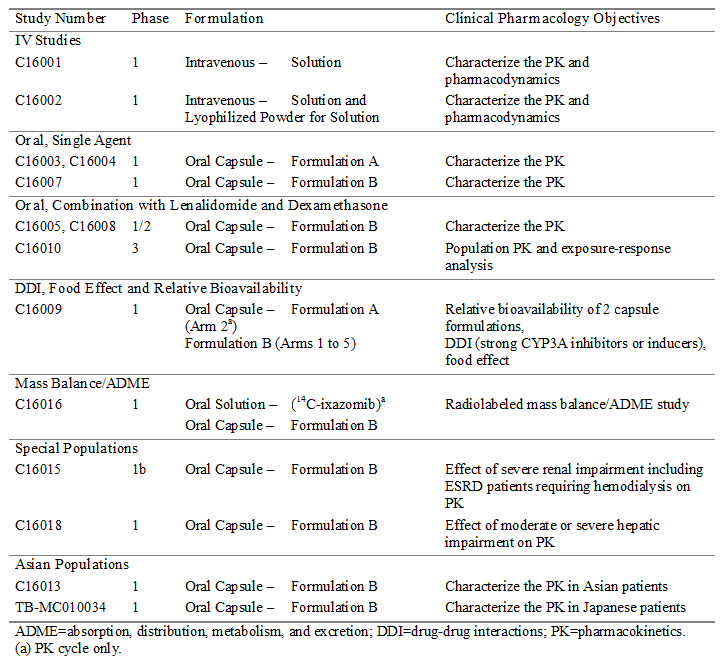 Study Number Phase Formulation Clinical Pharmacology Objectives
IV Studies
C16001 1 Intravenous – Solution Characterize the PK and
pharmacodynamics
C16002 1 Intravenous – Solution and Characterize the PK and
Lyophilized Powder for Solution pharmacodynamics
Oral, Single Agent
C16003, C16004 1 Oral Capsule – Formulation A Characterize the PK
C16007 1 Oral Capsule – Formulation B Characterize the PK
Oral, Combination with Lenalidomide and Dexamethasone
C16005, C16008 1/2 Oral Capsule – Formulation B Characterize the PK
C16010 3 Oral Capsule – Formulation B Population PK and exposure-response
analysis
DDI, Food Effect and Relative Bioavailability
C16009 1 Oral Capsule – Formulation A Relative bioavailability of 2 capsule
(Arm 2a) formulations,
Formulation B (Arms 1 to 5) DDI (strong CYP3A inhibitors or inducers),
food effect
Mass Balance/ADME
C16016 1 Oral Solution – (14C-ixazomib)a Radiolabeled mass balance/ADME study
Oral Capsule – Formulation B
Special Populations
C16015 1b Oral Capsule – Formulation B Effect of severe renal impairment including
ESRD patients requiring hemodialysis on
PK
C16018 1 Oral Capsule – Formulation B Effect of moderate or severe hepatic
impairment on PK
Asian Populations
C16013 1 Oral Capsule – Formulation B Characterize the PK in Asian patients
TB-MC010034 1 Oral Capsule – Formulation B Characterize the PK in Japanese patients
ADME=absorption, distribution, metabolism, and excretion; DDI=drug-drug interactions; PK=pharmacokinetics.
(a) PK cycle only.